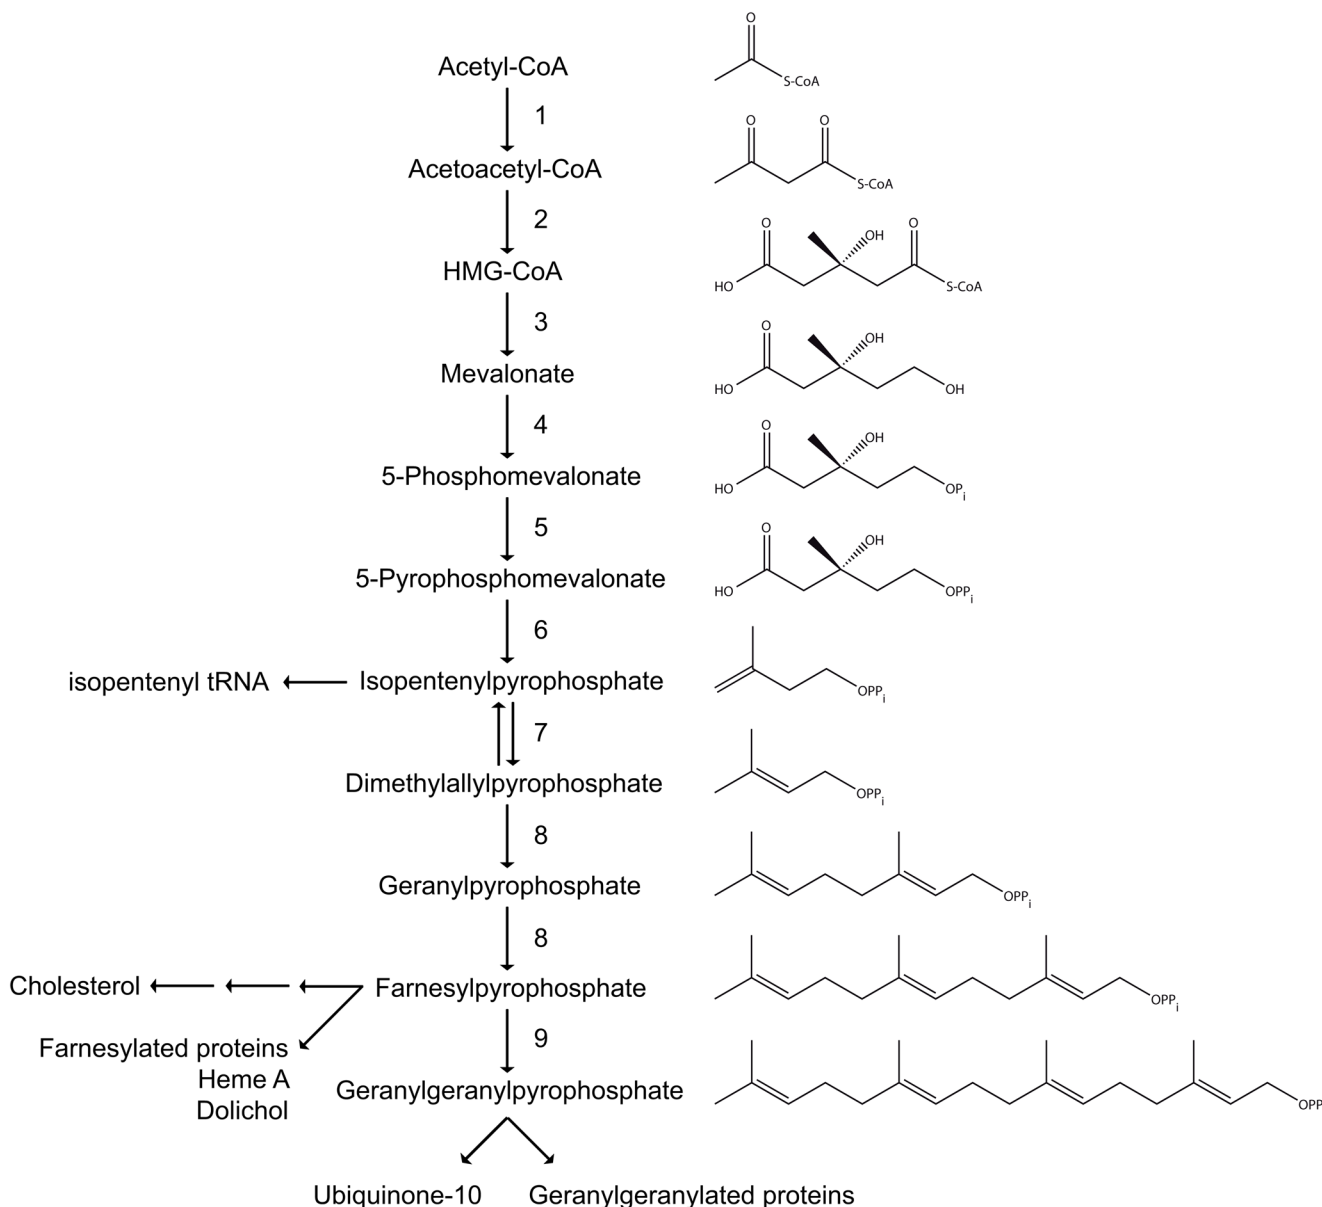 O
Acetyl-CoA
S-CoA
1
O O
Acetoacetyl-CoA
S-CoA
2
O OH O
HMG-CoA
HO S-CoA
3
O OH
Mevalonate
HO OH
4
O OH
5-Phosphomevalonate
HO OPi
5
O OH
5-Pyrophosphomevalonate
HO OPPi
6
isopentenyl tRNA Isopentenylpyrophosphate
OPPi
7
Dimethylallylpyrophosphate
OPPi
8
Geranylpyrophosphate
OPPi
8
Cholesterol Farnesylpyrophosphate
OPPi
9
Farnesylated proteins
Heme A
Dolichol
Geranylgeranylpyrophosphate
OPP
Ubiquinone-10 Geranylgeranylated proteins